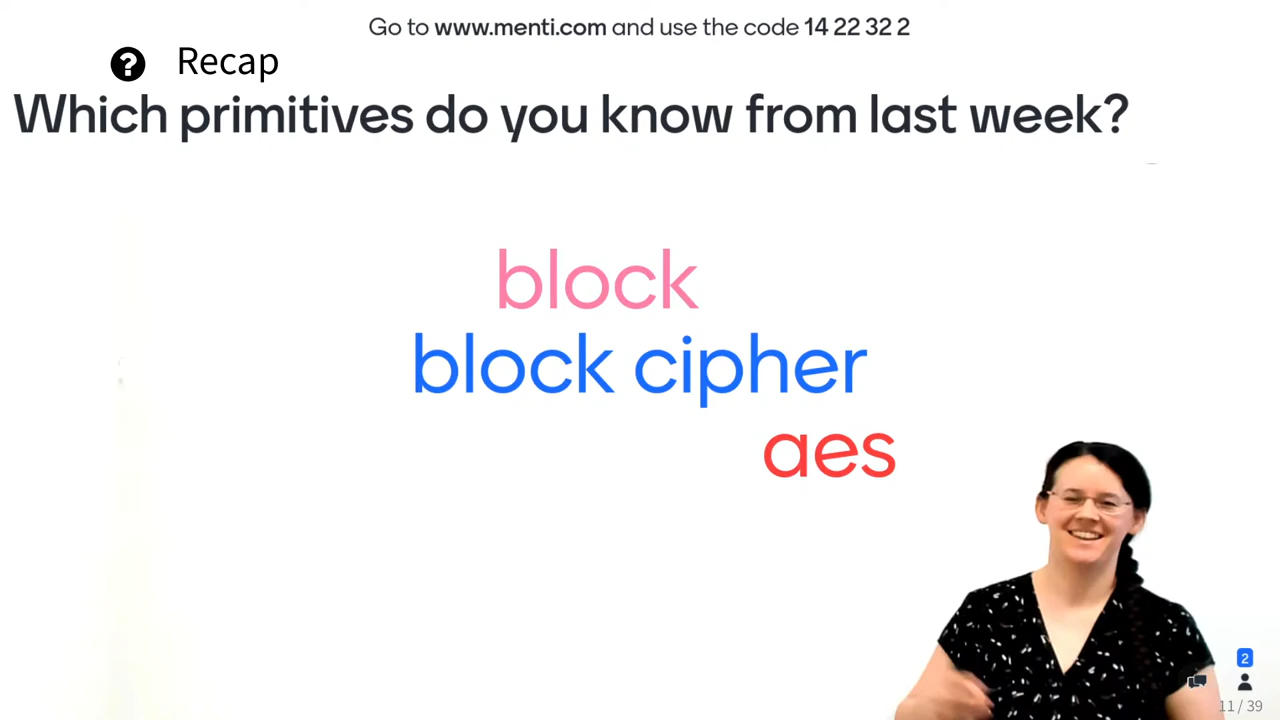 Go to www.menti.com and use the code 14 22 32 2
? Recap
Which primitives do you know from last week?
block
block cipher
aes
2
11 / 39